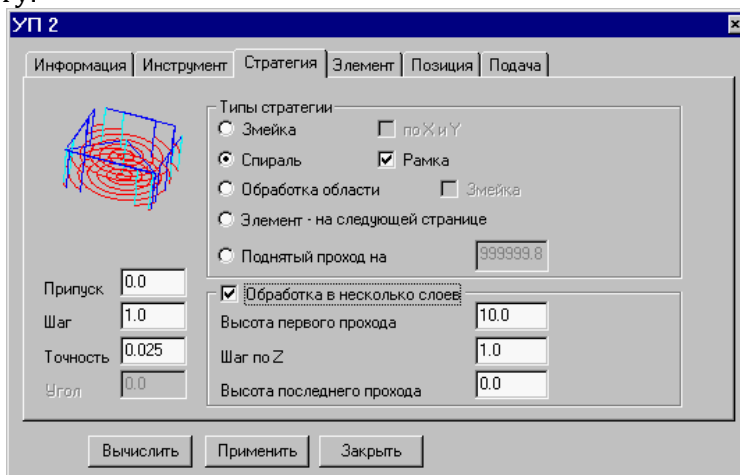 ту.
УП 2
Информация Инструмент Стратегия Элемент Позиция Подача
Типы стратегии
Змейка по X и Y
Спираль Рамка
Обработка области Змейка
Элемент - на следующей странице
Поднятый проход на 999999.8
Припуск 0.0
Шаг 1.0
Точность 0.025
Угол 0.0
Обработка в несколько слоев
Высота первого прохода 10.0
Шаг по Z 1.0
Высота последнего прохода 0.0
Вычислить Применить Закрыть